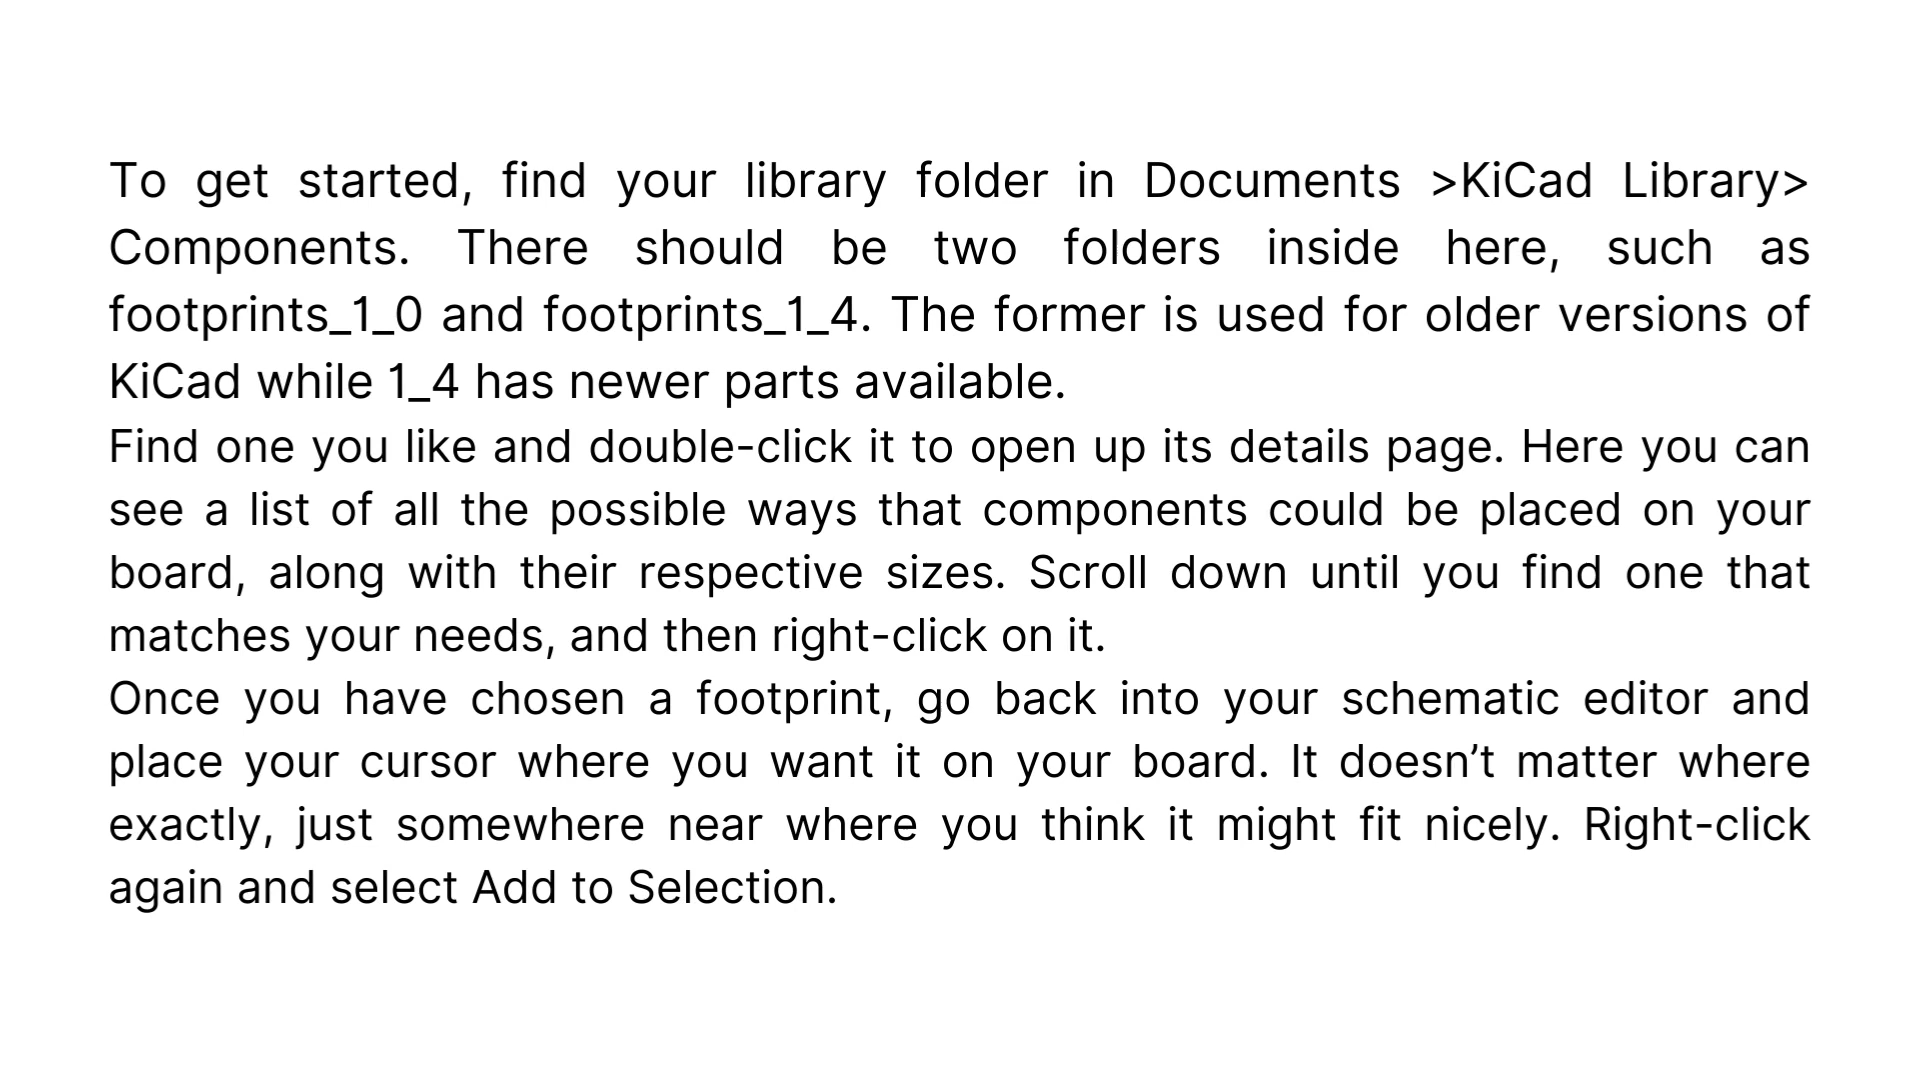 To get started, find your library folder in Documents >KiCad Library>
Components. There should be two folders inside here, such as
footprints_1_0 and footprints_1_4. The former is used for older versions of
KiCad while 1_4 has newer parts available.
Find one you like and double-click it to open up its details page. Here you can
see a list of all the possible ways that components could be placed on your
board, along with their respective sizes. Scroll down until you find one that
matches your needs, and then right-click on it.
Once you have chosen a footprint, go back into your schematic editor and
place your cursor where you want it on your board. It doesn’t matter where
exactly, just somewhere near where you think it might fit nicely. Right-click
again and select Add to Selection.